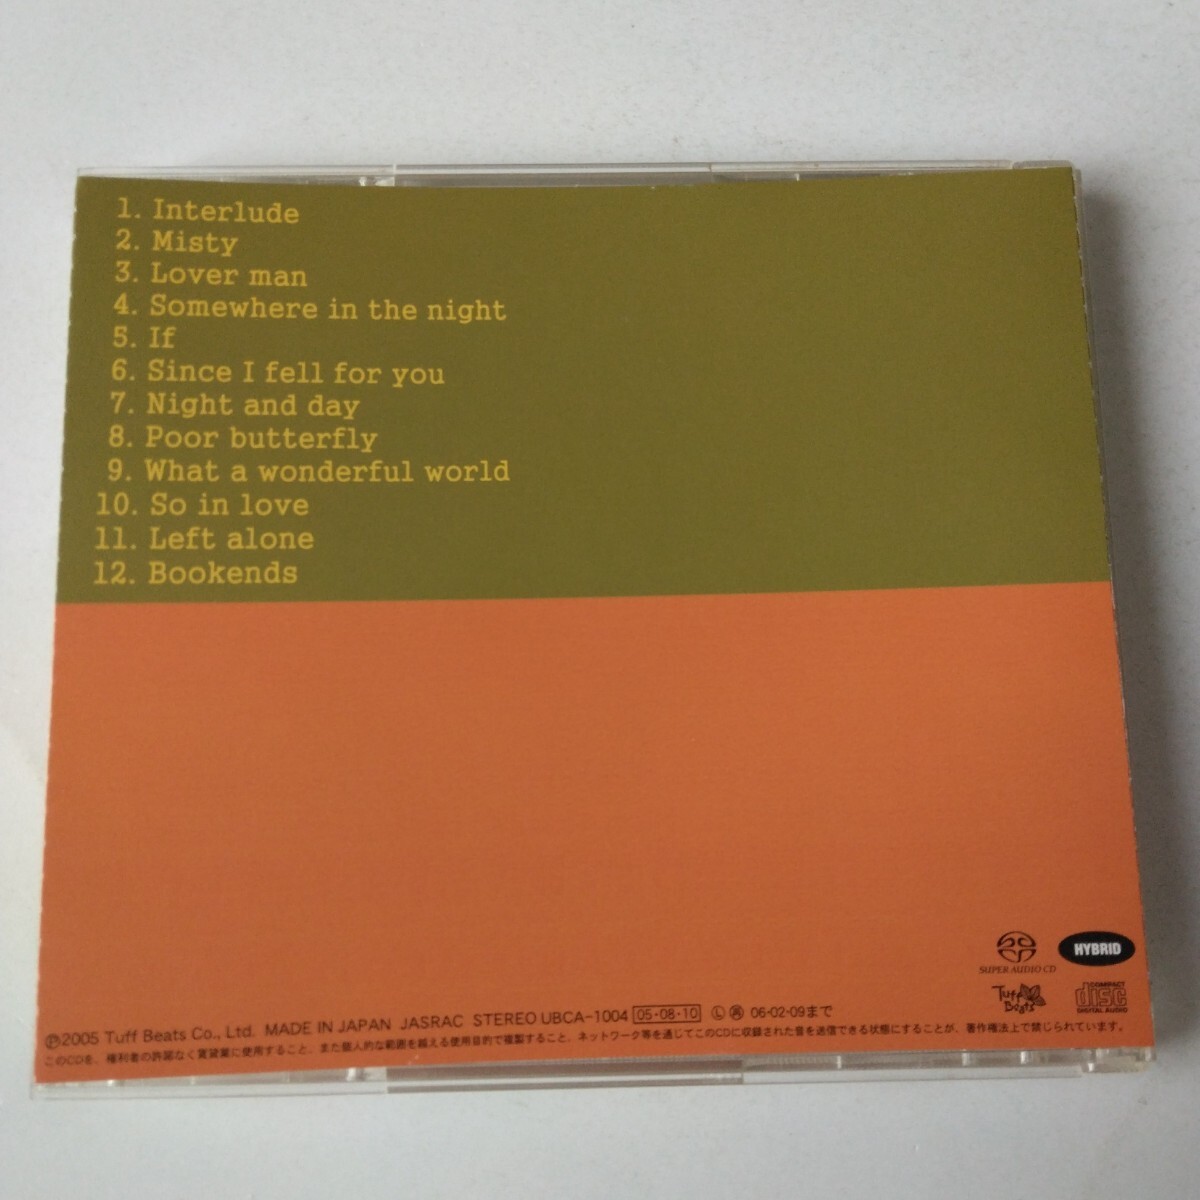 1. Interlude
2. Misty
3. Lover man
4. Somewhere in the night
5. If
6. Since I fell for you
7. Night and day
8. Poor butterfly
9. What a wonderful world
10. So in love
11. Left alone
12. Bookends
SUPER AUDIO CD
HYBRID
Tuff Beats
COMPACT disc DIGITAL AUDIO
℗2005 Tuff Beats Co., Ltd. MADE IN JAPAN JASRAC STEREO UBCA-1004 05·08·10 Ⓛ 再 06·02·09まで
このCDを、権利者の許諾なく賃貸業に使用すること、また個人的な範囲を越える使用目的で複製すること、ネットワーク等を通じてこのCDに収録された音を送信できる状態にすることが、著作権法上で禁じられています。